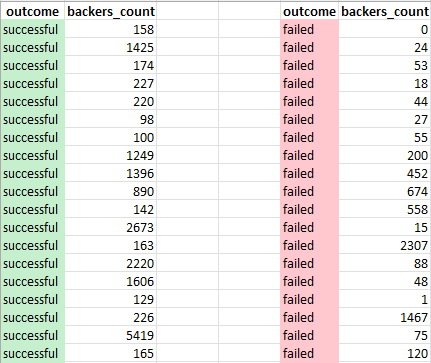 outcome backers_count outcome backers_count
successful 158 failed 0
successful 1425 failed 24
successful 174 failed 53
successful 227 failed 18
successful 220 failed 44
successful 98 failed 27
successful 100 failed 55
successful 1249 failed 200
successful 1396 failed 452
successful 890 failed 674
successful 142 failed 558
successful 2673 failed 15
successful 163 failed 2307
successful 2220 failed 88
successful 1606 failed 48
successful 129 failed 1
successful 226 failed 1467
successful 5419 failed 75
successful 165 failed 120